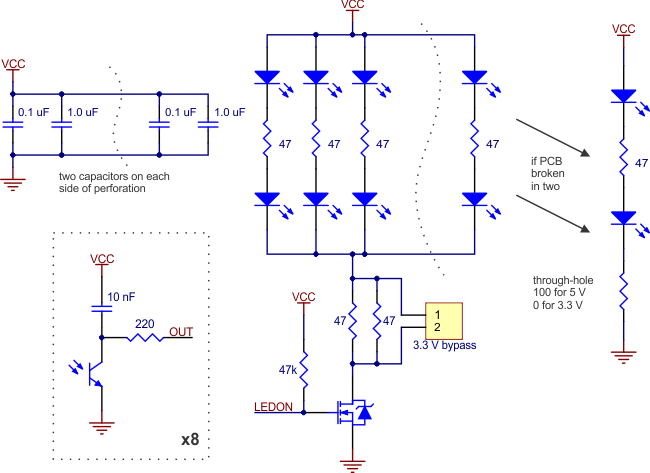 VCC
VCC
VCC
0.1 uF
1.0 uF
0.1 uF
1.0 uF
47
47
47
47
47
two capacitors on each
side of perforation
if PCB
broken
in two
VCC
10 nF
220
OUT
x8
VCC
47k
LEDON
47
47
1
2
3.3 V bypass
through-hole
100 for 5 V
0 for 3.3 V